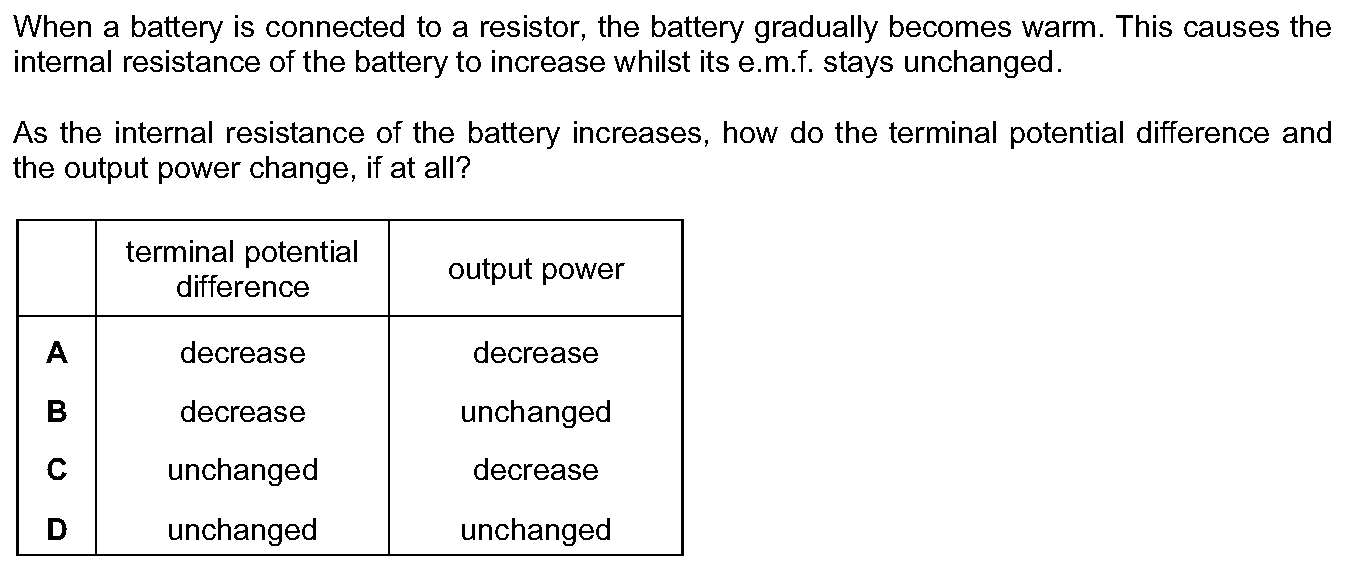 When a battery is connected to a resistor, the battery gradually becomes warm. This causes the
internal resistance of the battery to increase whilst its e.m.f. stays unchanged.
As the internal resistance of the battery increases, how do the terminal potential difference and
the output power change, if at all?
terminal potential
difference
output power
A decrease decrease
B decrease unchanged
C unchanged decrease
D unchanged unchanged